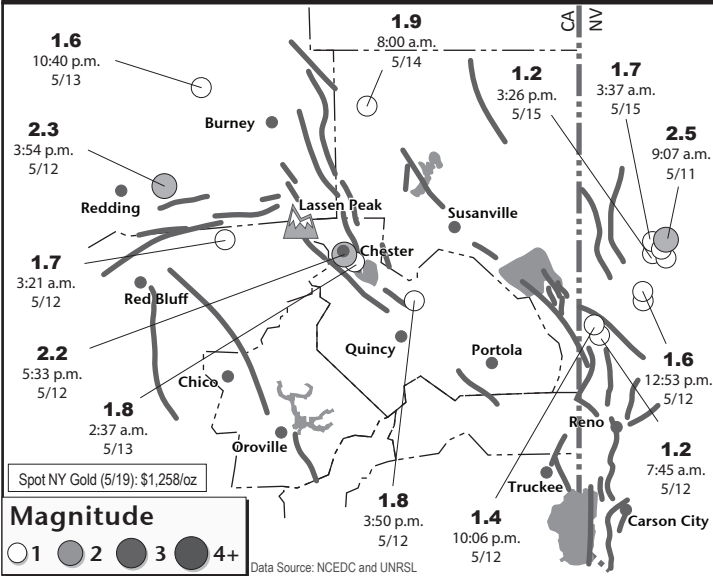 CA NV
1.6
10:40 p.m.
5/13
1.9
8:00 a.m.
5/14
1.2
3:26 p.m.
5/15
1.7
3:37 a.m.
5/15
2.5
9:07 a.m.
5/11
2.3
3:54 p.m.
5/12
Burney
Redding
Lassen Peak
Susanville
Chester
1.7
3:21 a.m.
5/12
Red Bluff
2.2
5:33 p.m.
5/12
Quincy
Portola
1.6
12:53 p.m.
5/12
Chico
1.8
2:37 a.m.
5/13
Oroville
Reno
1.2
7:45 a.m.
5/12
Truckee
1.8
3:50 p.m.
5/12
1.4
10:06 p.m.
5/12
Carson City
Spot NY Gold (5/19): $1,258/oz
Magnitude
1 2 3 4+
Data Source: NCEDC and UNRSL